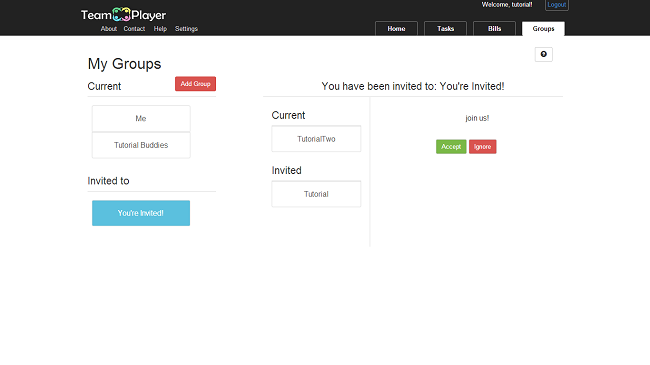 Welcome, tutorial! Logout
Team Player
About Contact Help Settings
Home Tasks Bills Groups
My Groups
Current Add Group
Me
Tutorial Buddies
Invited to
You're Invited!
You have been invited to: You're Invited!
Current
TutorialTwo
Invited
Tutorial
join us!
Accept Ignore